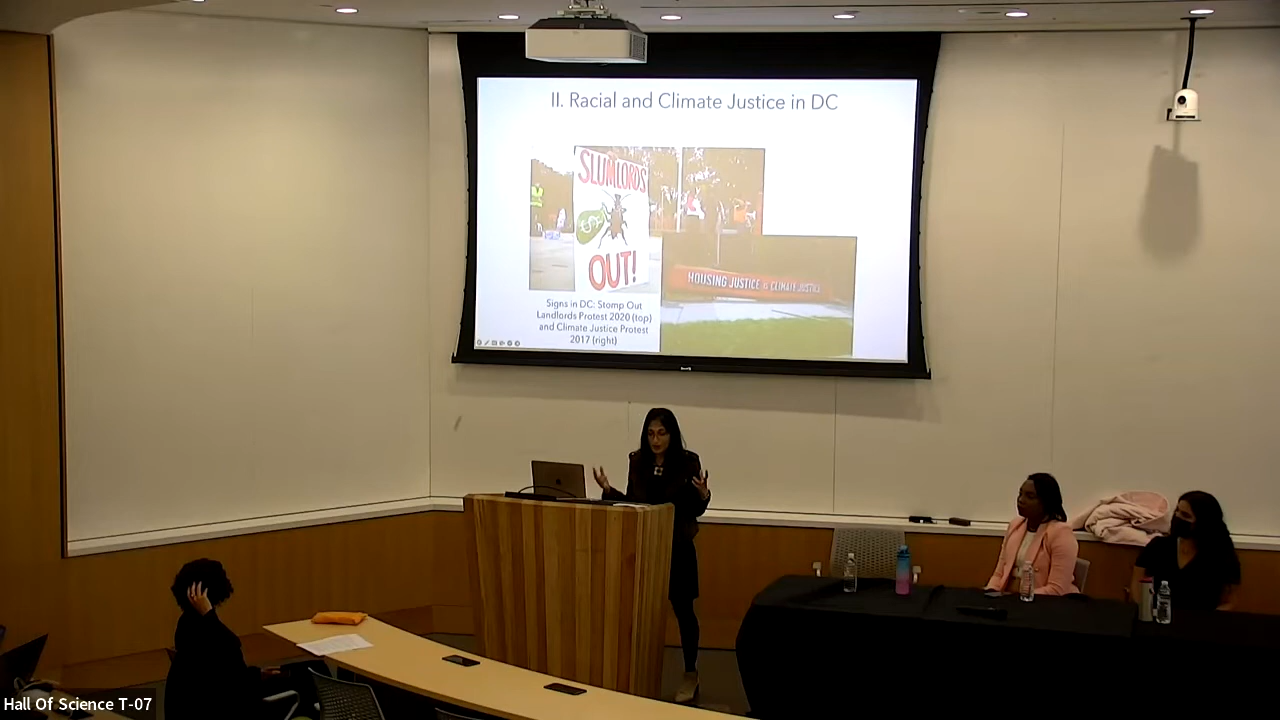 II. Racial and Climate Justice in DC
SLUMLORDS
$
OUT!
HOUSING JUSTICE is CLIMATE JUSTICE
Signs in DC: Stomp Out
Landlords Protest 2020 (top)
and Climate Justice Protest
2017 (right)
Hall Of Science T-07